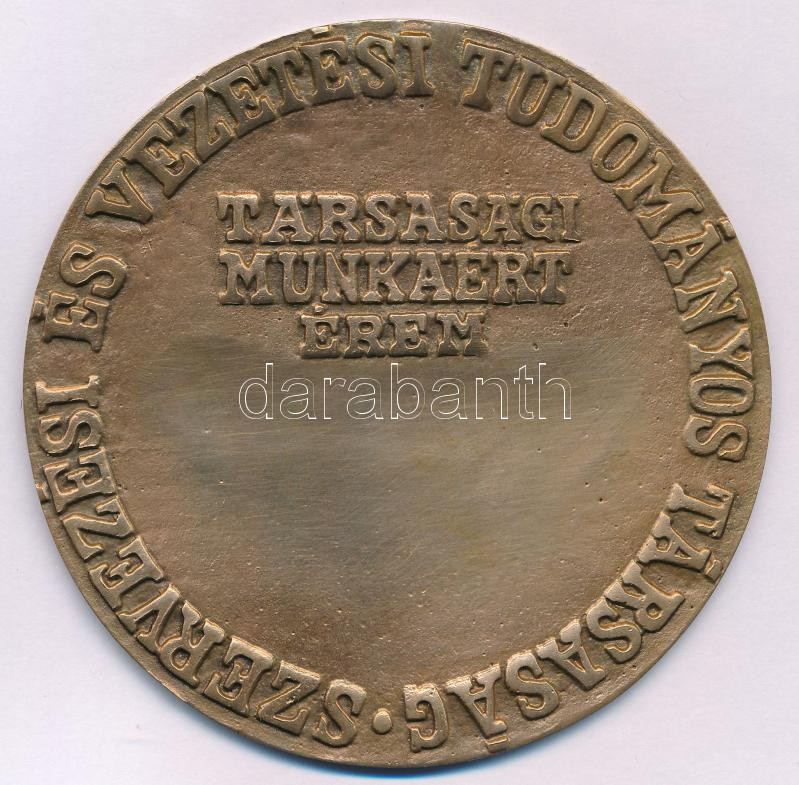 SZERVEZÉSI ÉS VEZETÉSI TUDOMÁNYOS TÁRSASÁG •
TÁRSASÁGI
MUNKÁÉRT
ÉREM
darabanth